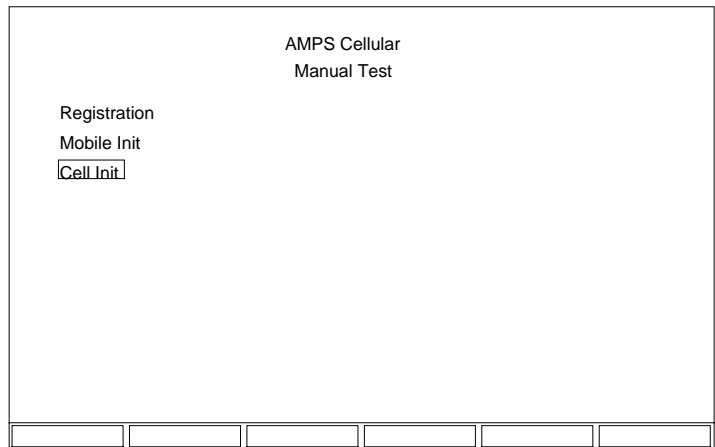 AMPS Cellular
Manual Test
Registration
Mobile Init
Cell Init